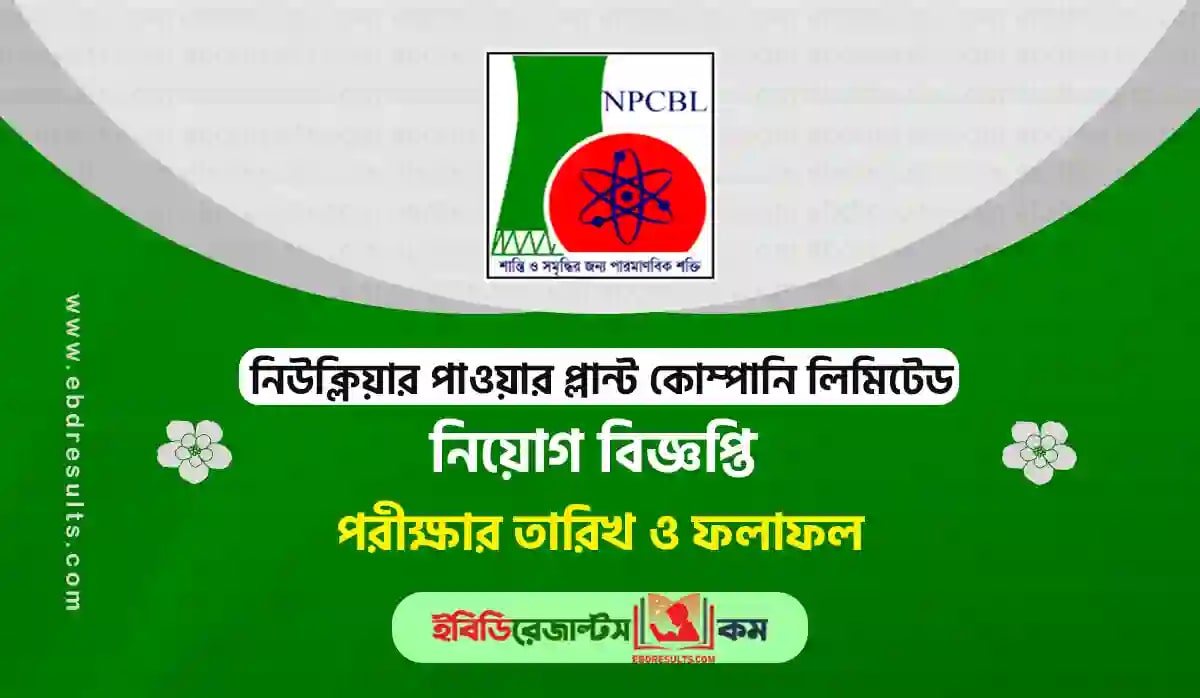 NPCBL
শান্তি ও সমৃদ্ধির জন্য পারমাণবিক শক্তি
www.ebdresults.com
নিউক্লিয়ার পাওয়ার প্লান্ট কোম্পানি লিমিটেড
নিয়োগ বিজ্ঞপ্তি
পরীক্ষার তারিখ ও ফলাফল
ইবিডিরেজাল্টস কম
EBDRESULTS.COM